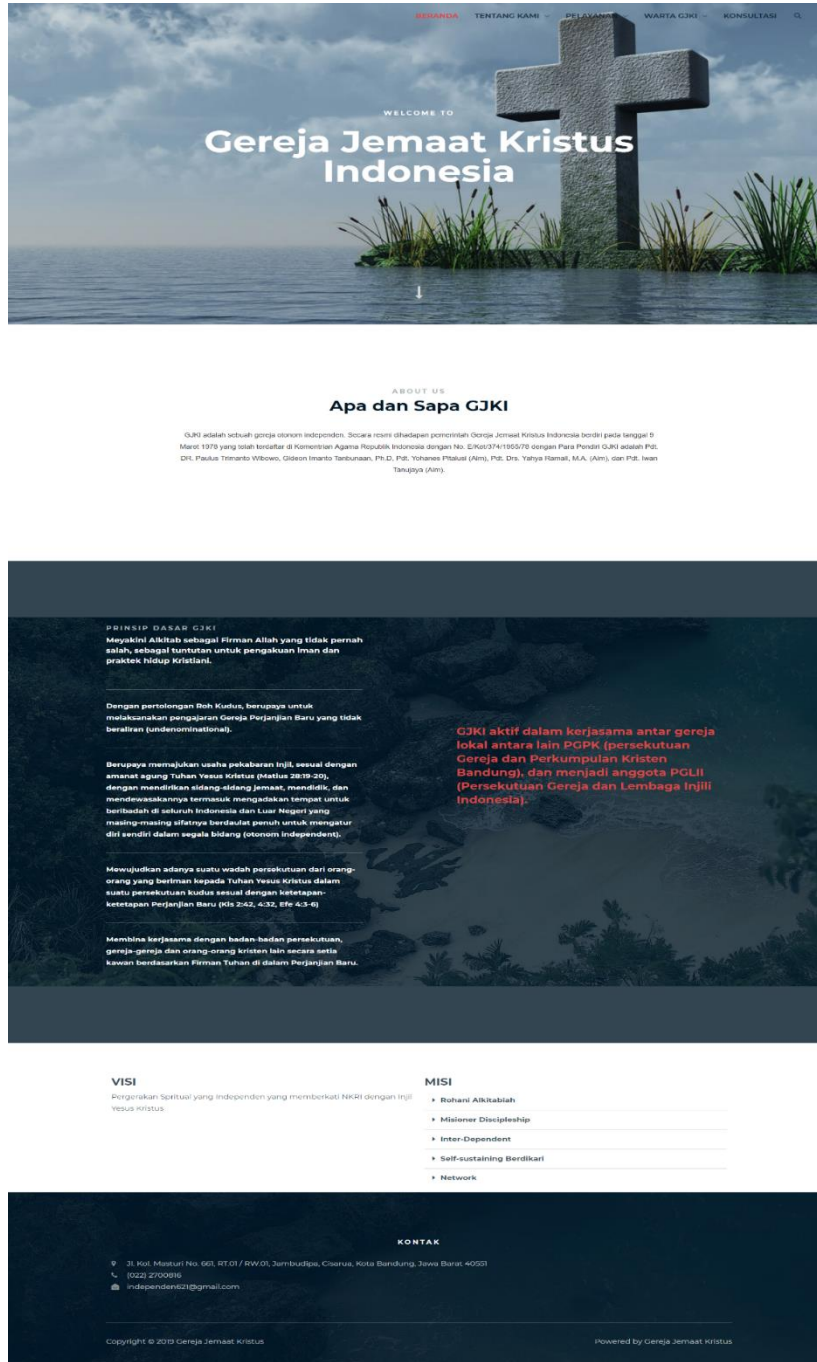 BERANDA TENTANG KAMI PELAYANAN WARTA GJKI KONSULTASI
WELCOME TO
Gereja Jemaat Kristus
Indonesia
ABOUT US
Apa dan Sapa GJKI
GJKI adalah sebuah gereja otonom independen. Secara resmi dihadapan pemerintah Gereja Jemaat Kristus Indonesia berdiri pada tanggal
Maret 1976 yang telah terdaftar di Komentrian Agama Republik Indonesia dengan No. dengan Para Pendiri GJKI adalah Pdt.
DR. Paulus Trimanto Wibowo, Gideon Imanto Tanbunaan, Ph.D, Pdt. Yohanes (Alm), Pdt. Drs. Yahya Ramali, M.A. (Alm), dan Pdt. Iwan
Tanujaya (Alm).
PRINSIP DASAR GJKI
Meyakini Alkitab sebagai Firman Allah yang tidak pernah
salah, sebagai tuntutan untuk pengakuan iman dan
praktek hidup Kristiani.
Dengan pertolongan Roh Kudus, berupaya untuk
melaksanakan pengajaran Gereja Perjanjian Baru yang tidak
beraliran (undenominational).
Berupaya memajukan usaha pekabaran Injil, sesuai dengan
amanat agung Tuhan Yesus Kristus (Matius 28:19-20),
dengan mendirikan sidang-sidang jemaat, mendidik, dan
mendewasakannya termasuk mengadakan tempat untuk
beribadah di seluruh Indonesia dan Luar Negeri yang
masing-masing sifatnya berdaulat penuh untuk mengatur
diri sendiri dalam segala bidang (otonom independent).
Mewujudkan adanya suatu wadah persekutuan dari orang-
orang yang beriman kepada Tuhan Yesus Kristus dalam
suatu persekutuan kudus sesuai dengan ketetapan-
ketetapan Perjanjian Baru (Kis 2:42, 4:32, Efe 4:3-6)
Membina kerjasama dengan badan-badan persekutuan,
gereja-gereja dan orang-orang kristen lain secara setia
kawan berdasarkan Firman Tuhan di dalam Perjanjian Baru.
GJKI aktif dalam kerjasama antar gereja
lokal antara lain PGPK (persekutuan
Gereja dan Perkumpulan Kristen
Bandung), dan menjadi anggota PGLII
(Persekutuan Gereja dan Lembaga Injili
Indonesia).
VISI
Pergerakan Spritual yang independen yang memberkati NKRI dengan Injil
Yesus Kristus
MISI
Rohani Alkitabiah
Misioner Discipleship
Inter-Dependent
Self-sustaining Berdikari
Network
KONTAK
Jl. Kol. Masturi No. 661, RT.01 / RW.01, Jambudipa, Cisarua, Kota Bandung, Jawa Barat 40551
(022) 2700816
independen621@gmail.com
Copyright © 2019 Gereja Jemaat Kristus
Powered by Gereja Jemaat Kristus